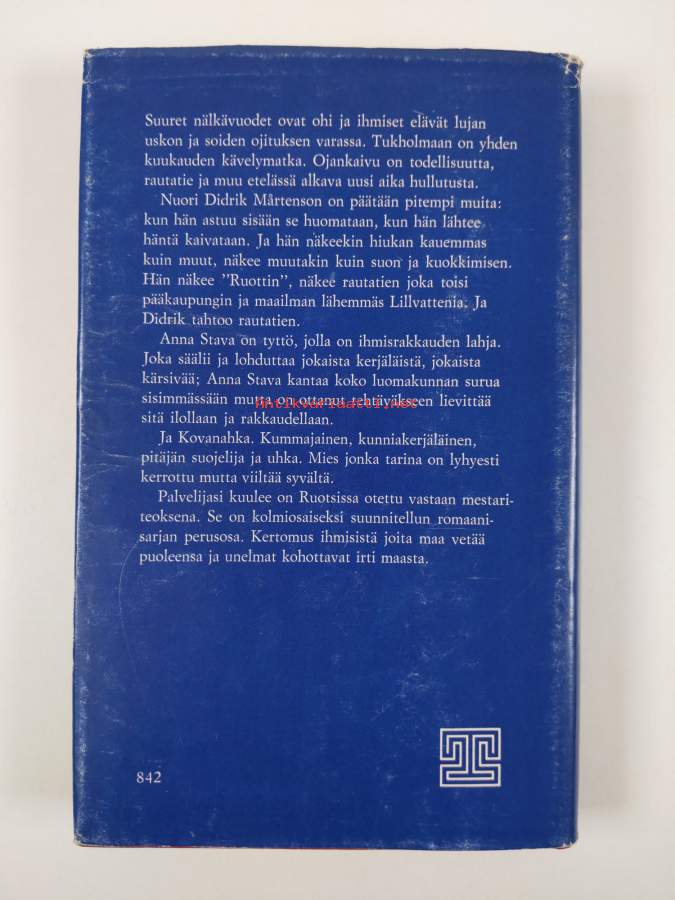 Suuret nälkävuodet ovat ohi ja ihmiset elävät lujan
uskon ja soiden ojituksen varassa. Tukholmaan on yhden
kuukauden kävelymatka. Ojankaivu on todellisuutta,
rautatie ja muu etelässä alkava uusi aika hullutusta.
Nuori Didrik Mårtenson on päätään pitempi muita:
kun hän astuu sisään se huomataan, kun hän lähtee
häntä kaivataan. Ja hän näkeekin hiukan kauemmas
kuin muut, näkee muutakin kuin suon ja kuokkimisen.
Hän näkee ”Ruottin”, näkee rautatien joka toisi
pääkaupungin ja maailman lähemmäs Lillvattenia. Ja
Didrik tahtoo rautatien.
Anna Stava on tyttö, jolla on ihmisrakkauden lahja.
Joka säälii ja lohduttaa jokaista kerjäläistä, jokaista
kärsivää; Anna Stava kantaa koko luomakunnan surua
sisimmässään mutta on ottanut tehtäväkseen lievittää
Antikvariaatti.net
sitä ilollaan ja rakkaudellaan.
Ja Kovanahka. Kummajainen, kunniakerjäläinen,
pitäjän suojelija ja uhka. Mies jonka tarina on lyhyesti
kerrottu mutta viiltää syvältä.
Palvelijasi kuulee on Ruotsissa otettu vastaan mestari-
teoksena. Se on kolmiosaiseksi suunnitellun romaani-
sarjan perusosa. Kertomus ihmisistä joita maa vetää
puoleensa ja unelmat kohottavat irti maasta.
842